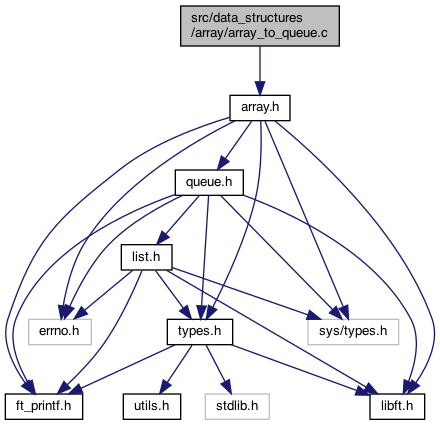 src/data_structures
/array/array_to_queue.c
array.h
queue.h
list.h
errno.h
types.h
sys/types.h
ft_printf.h
utils.h
stdlib.h
libft.h